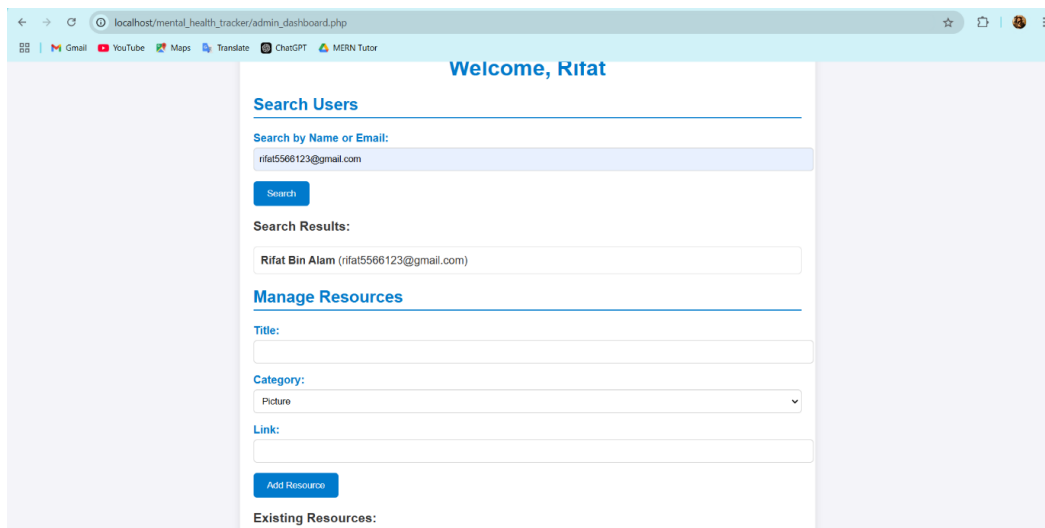 localhost/mental_health_tracker/admin_dashboard.php
Gmail YouTube Maps Translate ChatGPT MERN Tutor
Welcome, Rifat
Search Users
Search by Name or Email:
rifat5566123@gmail.com
Search
Search Results:
Rifat Bin Alam (rifat5566123@gmail.com)
Manage Resources
Title:
Category:
Picture
Link:
Add Resource
Existing Resources: